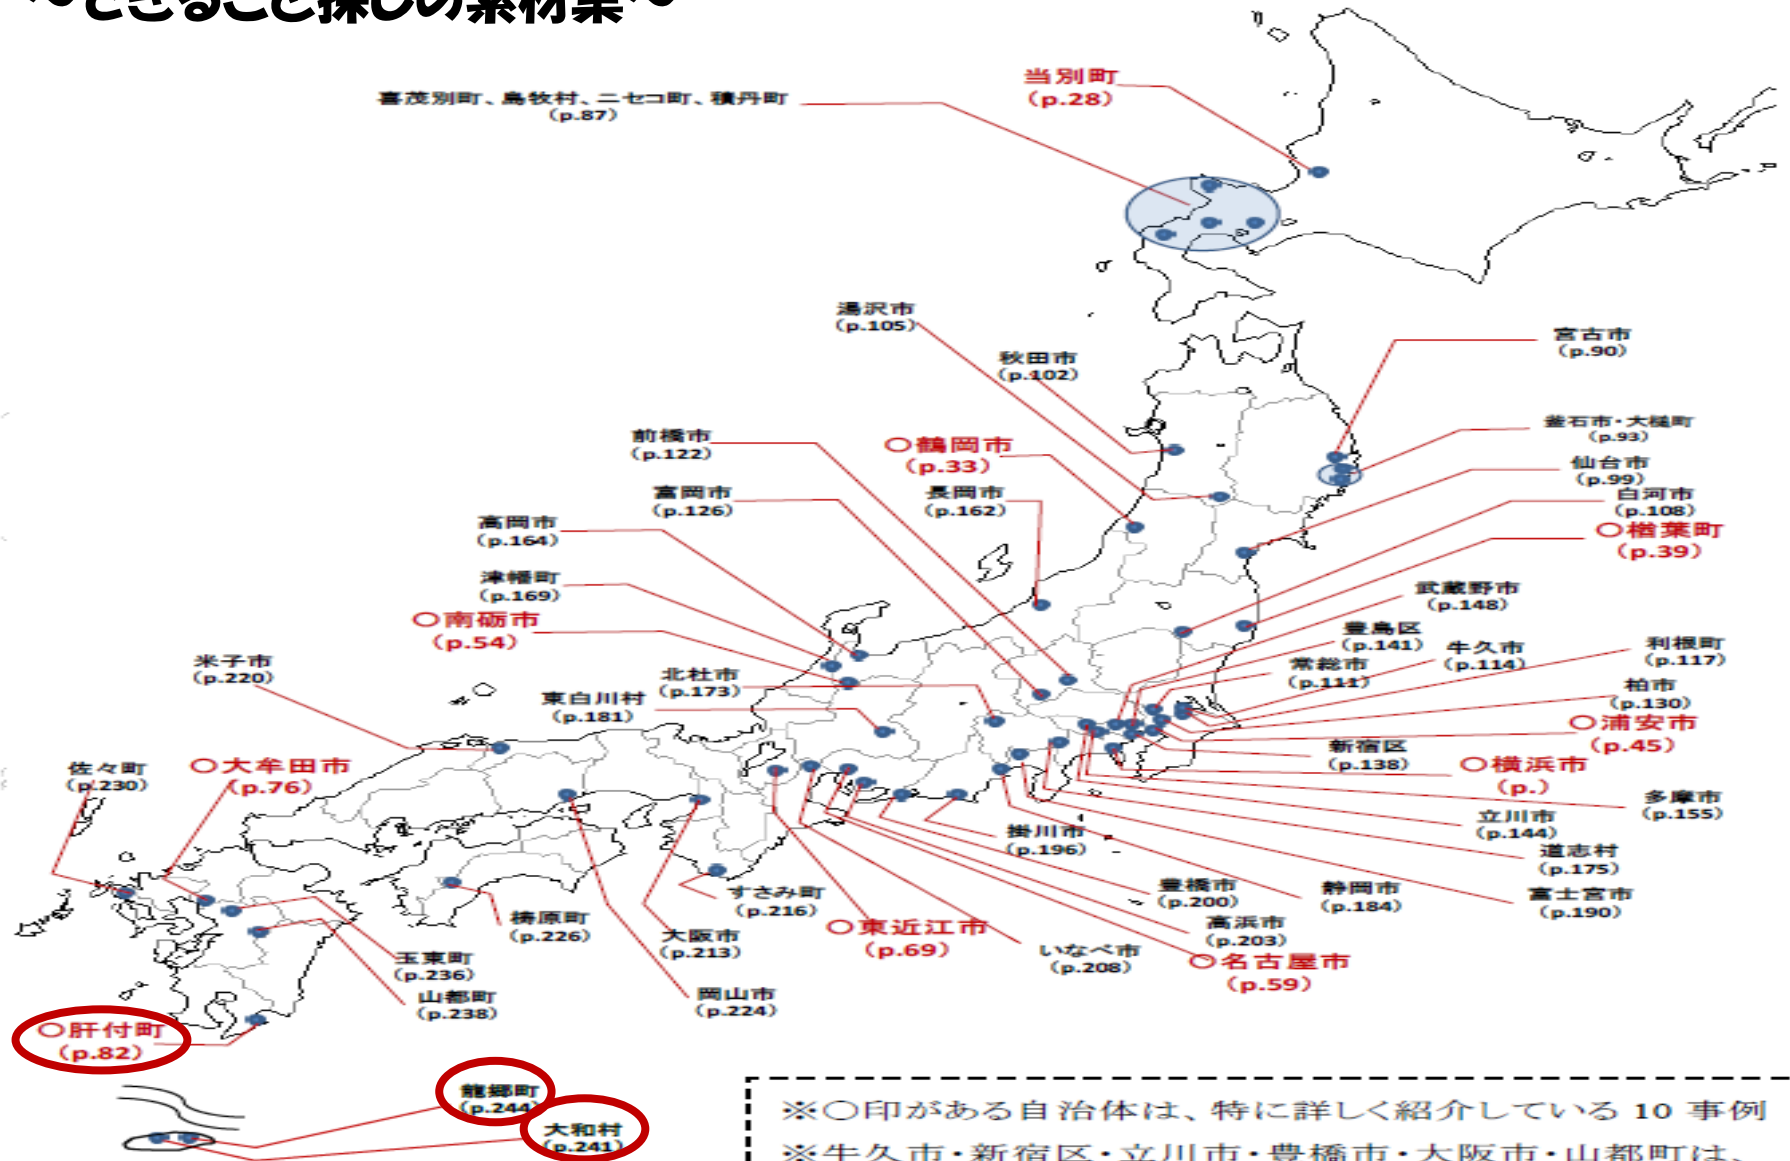 ～できること探しの素材集～
当別町
(p.28)
喜茂別町、島牧村、ニセコ町、積丹町
(p.87)
湯沢市
(p.105)
宮古市
(p.90)
秋田市
(p.102)
釜石市・大槌町
(p.93)
前橋市
(p.122)
○鶴岡市
(p.33)
仙台市
(p.99)
富岡市
(p.126)
長岡市
(p.162)
白河市
(p.108)
高岡市
(p.164)
○楢葉町
(p.39)
津幡町
(p.169)
武蔵野市
(p.148)
○南砺市
(p.54)
豊島区
(p.141)
牛久市
(p.114)
利根町
(p.117)
米子市
(p.220)
北杜市
(p.173)
常総市
(p.111)
柏市
(p.130)
東白川村
(p.181)
○浦安市
(p.45)
新宿区
(p.138)
佐々町
(p.230)
○大牟田市
(p.76)
○横浜市
(p.)
多摩市
(p.155)
掛川市
(p.196)
立川市
(p.144)
道志村
(p.175)
すさみ町
(p.216)
豊橋市
(p.200)
静岡市
(p.184)
富士宮市
(p.190)
梼原町
(p.226)
大阪市
(p.213)
○東近江市
(p.69)
高浜市
(p.203)
いなべ市
(p.208)
○名古屋市
(p.59)
玉東町
(p.236)
山都町
(p.238)
岡山市
(p.224)
○肝付町
(p.82)
龍郷町
(p.244)
大和村
(p.241)
※○印がある自治体は、特に詳しく紹介している 10 事例
※牛久市・新宿区・立川市・豊橋市・大阪市・山都町は、